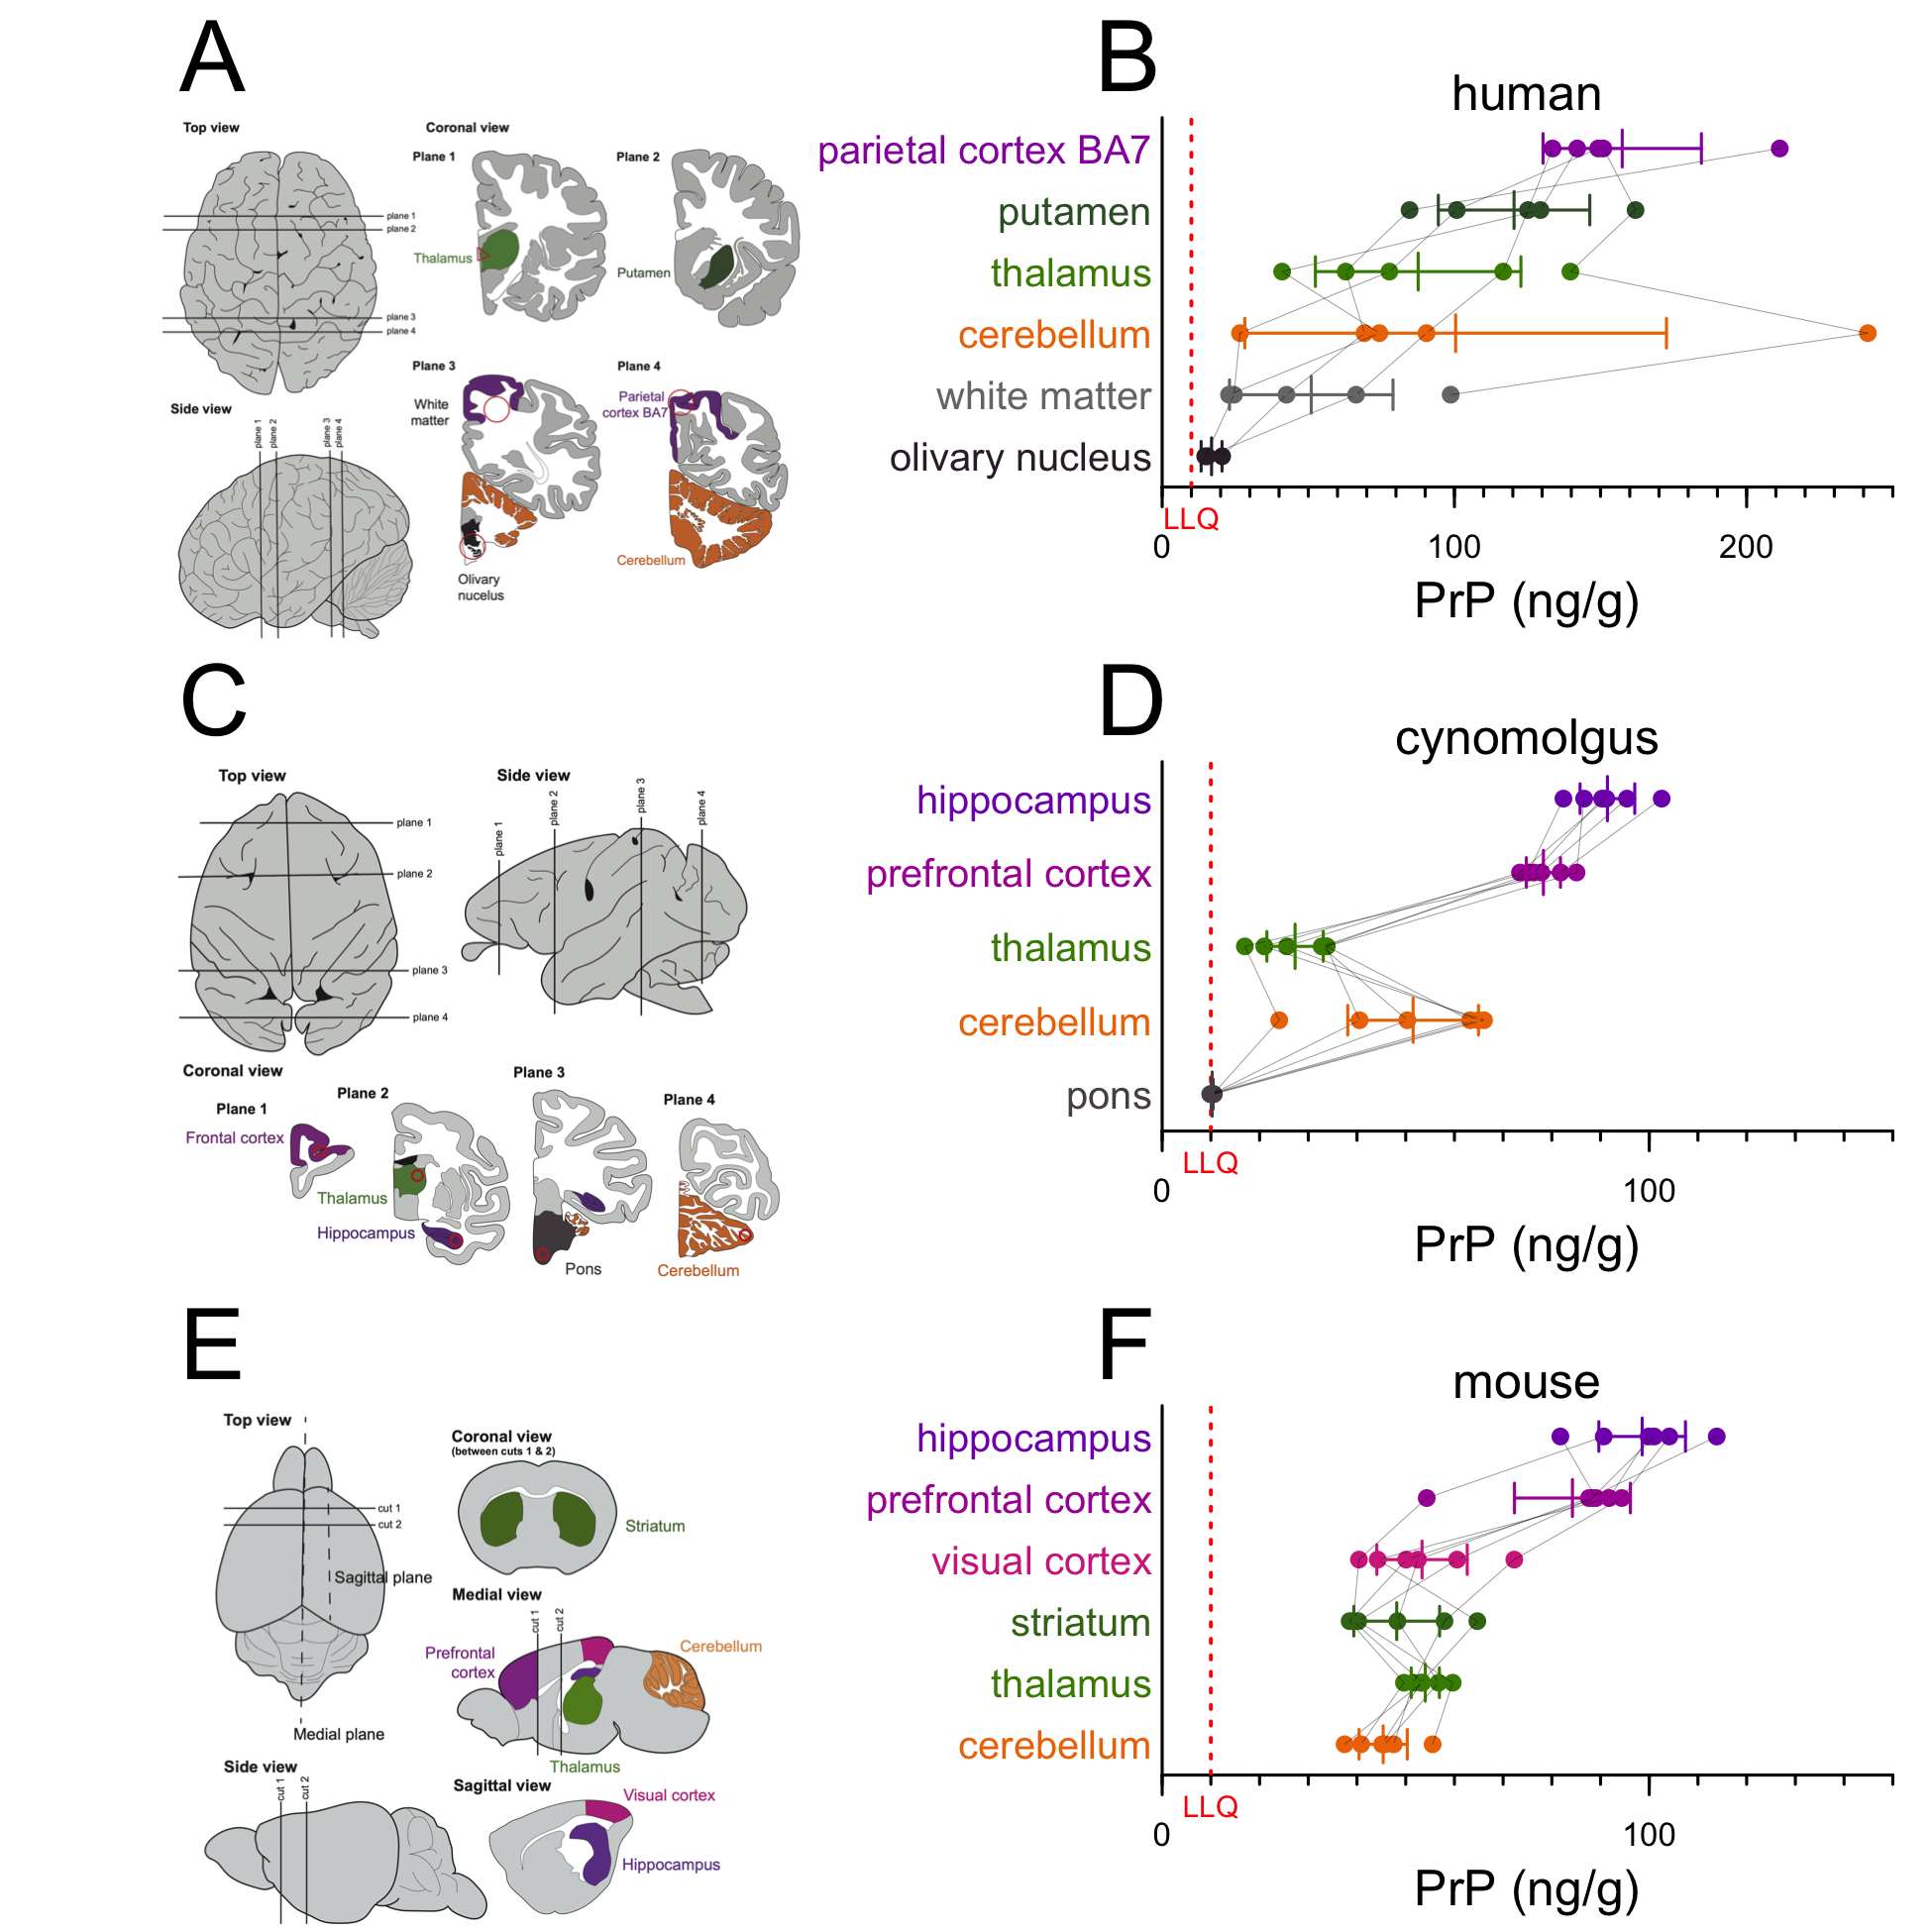 A
Top view
plane 1
plane 2
plane 3
plane 4
Side view
plane 1
plane 2
plane 3
plane 4
Coronal view
Plane 1
Thalamus
Plane 2
Putamen
Plane 3
White
matter
Olivary
nucelus
Plane 4
Parietal
cortex BA7
Cerebellum
B
human
parietal cortex BA7
putamen
thalamus
cerebellum
white matter
olivary nucleus
LLQ
0
100
200
PrP (ng/g)
C
Top view
plane 1
plane 2
plane 3
plane 4
Side view
plane 1
plane 2
plane 3
plane 4
Coronal view
Plane 1
Frontal cortex
Plane 2
Thalamus
Hippocampus
Plane 3
Pons
Plane 4
Cerebellum
D
cynomolgus
hippocampus
prefrontal cortex
thalamus
cerebellum
pons
LLQ
0
100
PrP (ng/g)
E
Top view
cut 1
cut 2
Sagittal plane
Medial plane
Side view
cut 1
cut 2
Coronal view
(between cuts 1 & 2)
Striatum
Medial view
cut 1
cut 2
Prefrontal
cortex
Cerebellum
Thalamus
Sagittal view
Visual cortex
Hippocampus
F
mouse
hippocampus
prefrontal cortex
visual cortex
striatum
thalamus
cerebellum
LLQ
0
100
PrP (ng/g)